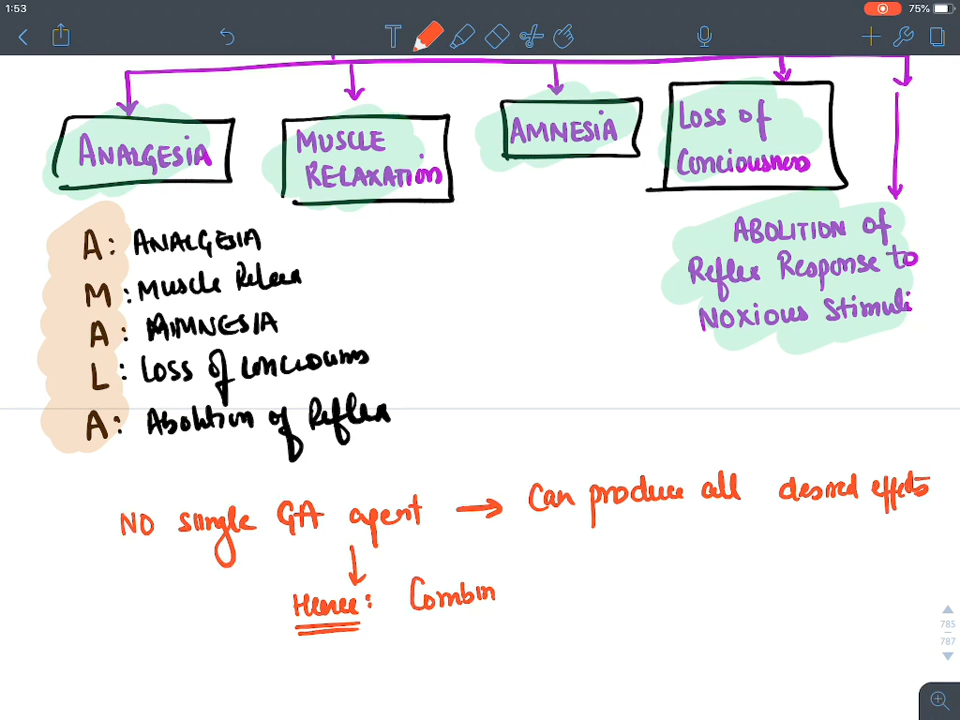 1:53
75%
T
ANALGESIA
MUSCLE
RELAXATION
AMNESIA
Loss of
Conciousness
ABOLITION of
Reflex Response to
NOXIOUS Stimuli
A: ANALGESIA
M: Muscle Relax
A: AMNESIA
L: Loss of
A: Abolition of Reflex
NO single GA agent → Can produce all desired effects
Hence: Combin
785
787